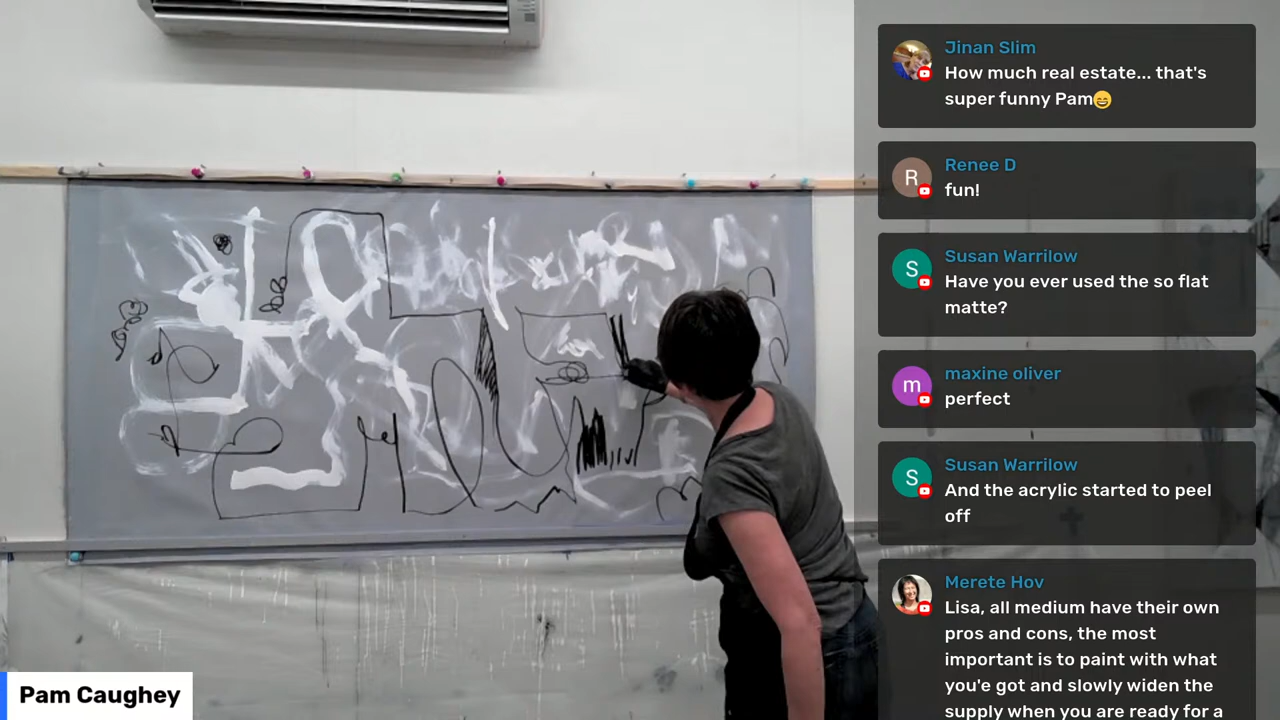 Jinan Slim
How much real estate... that's
super funny Pam😄
Renee D
R
fun!
Susan Warrilow
S
Have you ever used the so flat
matte?
maxine oliver
m
perfect
Susan Warrilow
S
And the acrylic started to peel
off
Merete Hov
Lisa, all medium have their own
pros and cons, the most
important is to paint with what
you'e got and slowly widen the
supply when you are ready for a
Pam Caughey